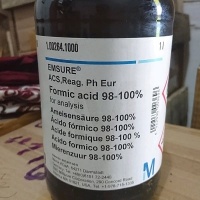 1.00264.1000
EMSURE®
ACS,Reag. Ph Eur
Formic acid 98-100%
for analysis
Ameisensäure 98-100%
Ácido fórmico 98-100%
Acide formique 98-100 %
Acido formico 98-100%
Mierenzuur 98-100%
M